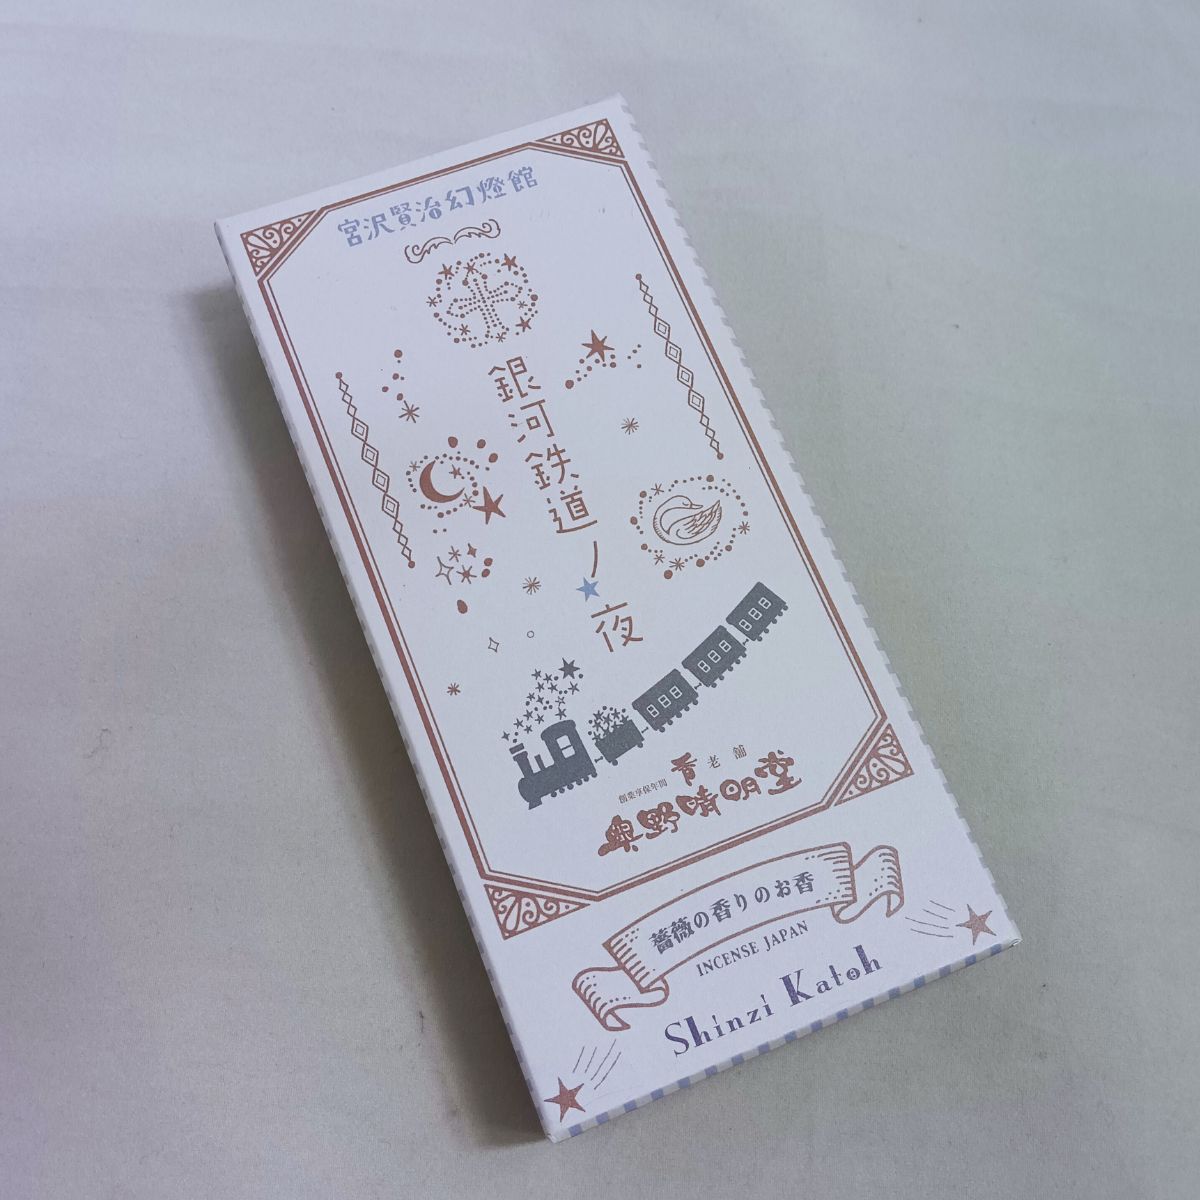 宮沢賢治幻燈館
銀河鉄道ノ夜
香老舗
創業享保年間
奥野晴明堂
薔薇の香りのお香
INCENSE JAPAN
Shinzi Katoh